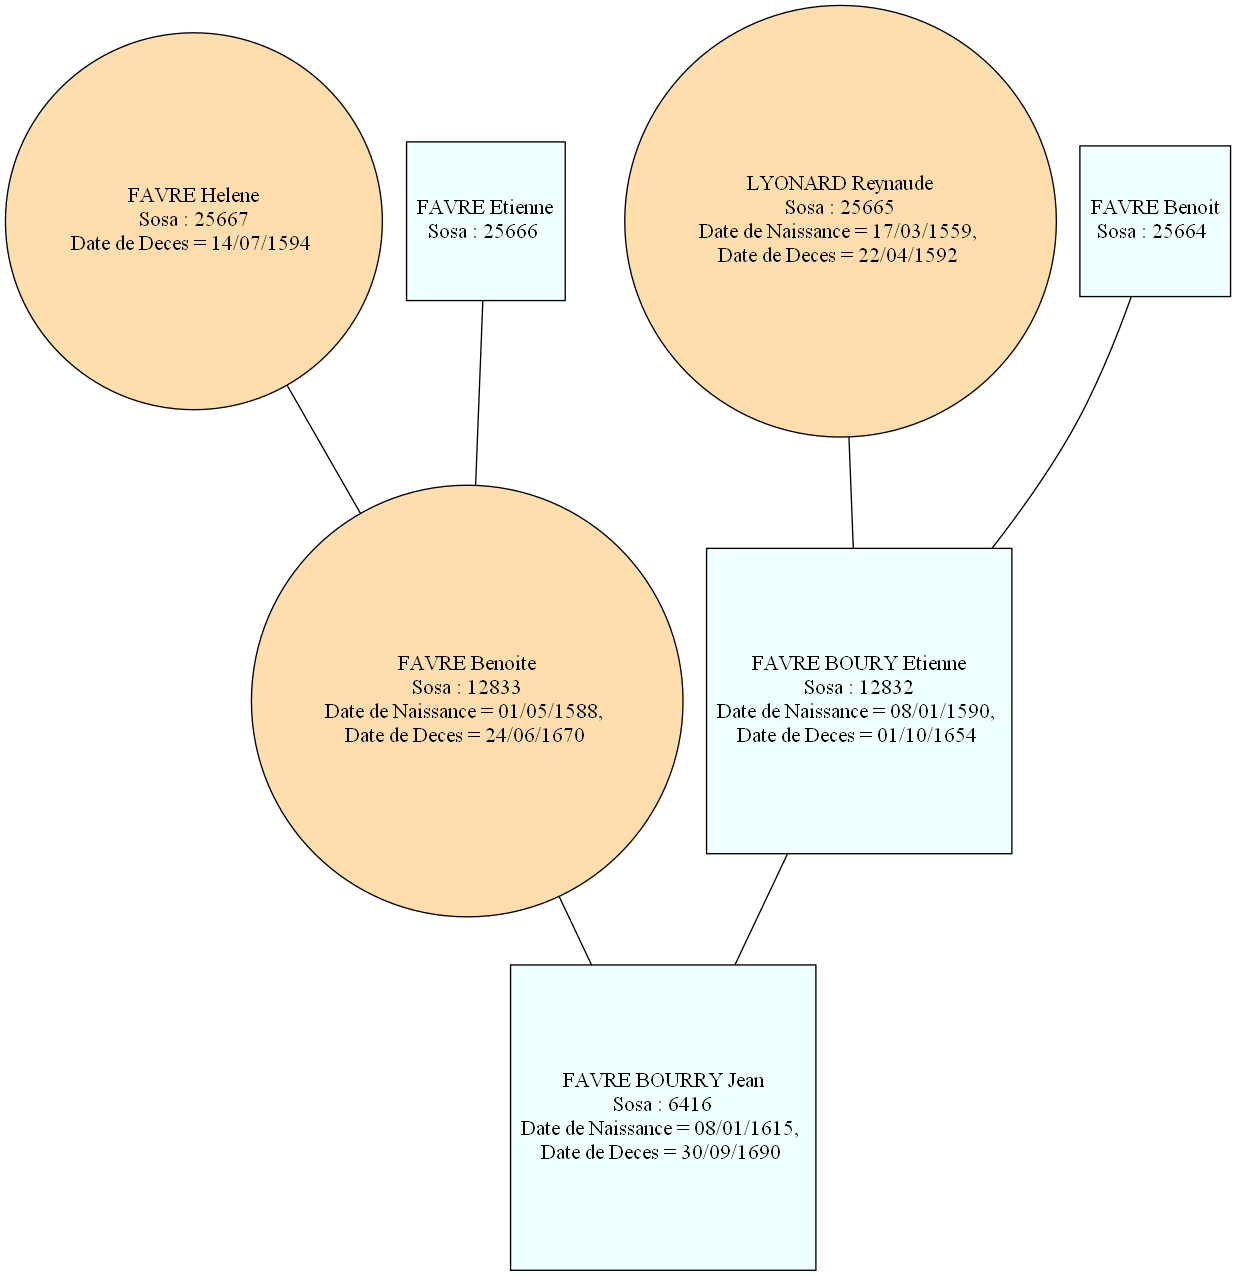 FAVRE Helene
Sosa : 25667
Date de Deces = 14/07/1594
FAVRE Etienne
Sosa : 25666
LYONARD Reynaude
Sosa : 25665
Date de Naissance = 17/03/1559,
Date de Deces = 22/04/1592
FAVRE Benoit
Sosa : 25664
FAVRE Benoite
Sosa : 12833
Date de Naissance = 01/05/1588,
Date de Deces = 24/06/1670
FAVRE BOURY Etienne
Sosa : 12832
Date de Naissance = 08/01/1590,
Date de Deces = 01/10/1654
FAVRE BOURRY Jean
Sosa : 6416
Date de Naissance = 08/01/1615,
Date de Deces = 30/09/1690